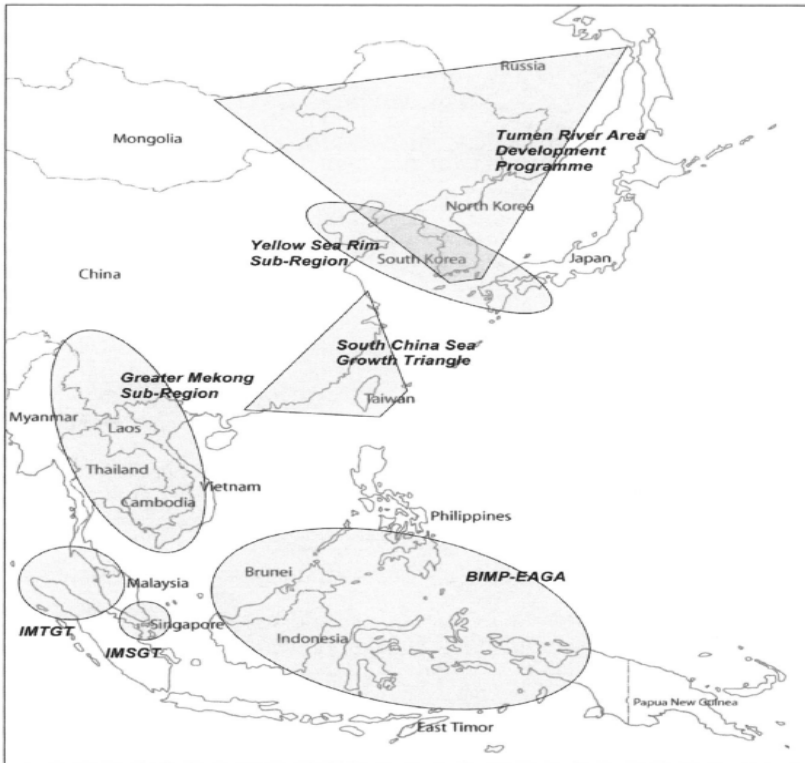 Russia
Mongolia
Tumen River Area
Development
Programme
North Korea
Yellow Sea Rim
Sub-Region
South Korea
Japan
China
South China Sea
Growth Triangle
Greater Mekong
Sub-Region
Taiwan
Myanmar
Laos
Thailand
Vietnam
Cambodia
Philippines
Brunei
BIMP-EAGA
Malaysia
Singapore
IMTGT
Indonesia
IMSGT
Papua New Guinea
East Timor